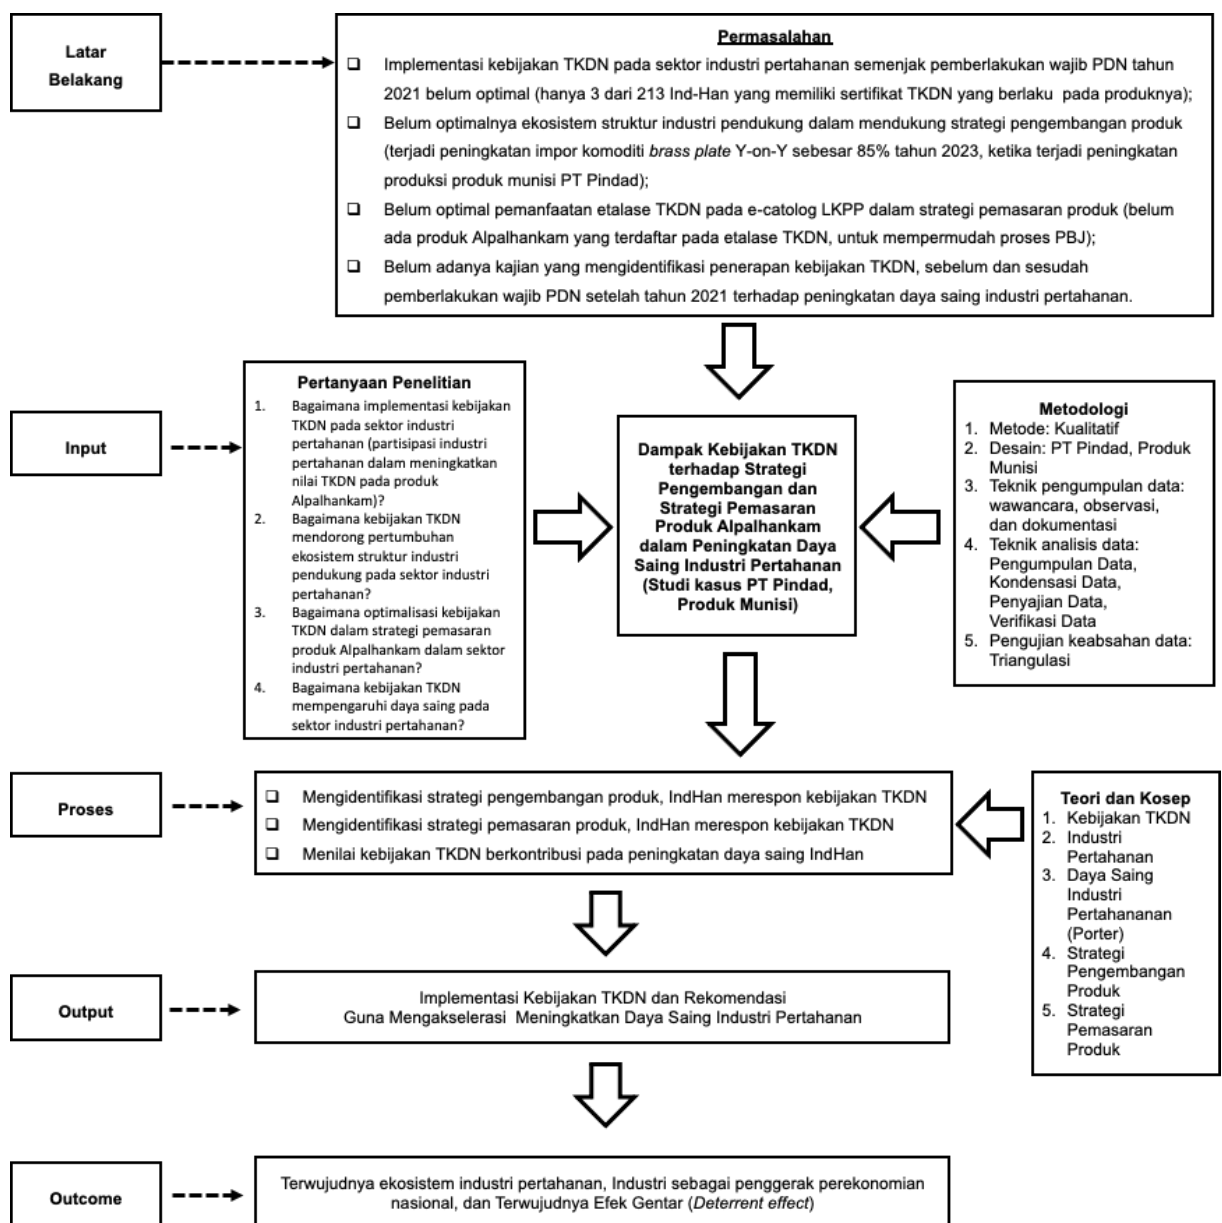 Latar
Belakang
Permasalahan
Implementasi kebijakan TKDN pada sektor industri pertahanan semenjak pemberlakukan wajib PDN tahun
2021 belum optimal (hanya 3 dari 213 Ind-Han yang memiliki sertifikat TKDN yang berlaku pada produknya);
Belum optimalnya ekosistem struktur industri pendukung dalam mendukung strategi pengembangan produk
(terjadi peningkatan impor komoditi brass plate Y-on-Y sebesar 85% tahun 2023, ketika terjadi peningkatan
produksi produk munisi PT Pindad);
Belum optimal pemanfaatan etalase TKDN pada e-catolog LKPP dalam strategi pemasaran produk (belum
ada produk Alpalhankam yang terdaftar pada etalase TKDN, untuk mempermudah proses PBJ);
Belum adanya kajian yang mengidentifikasi penerapan kebijakan TKDN, sebelum dan sesudah
pemberlakukan wajib PDN setelah tahun 2021 terhadap peningkatan daya saing industri pertahanan.
Input
Pertanyaan Penelitian
1. Bagaimana implementasi kebijakan
TKDN pada sektor industri
pertahanan (partisipasi industri
pertahanan dalam meningkatkan
nilai TKDN pada produk
Alpalhankam)?
2. Bagaimana kebijakan TKDN
mendorong pertumbuhan
ekosistem struktur industri
pendukung pada sektor industri
pertahanan?
3. Bagaimana optimalisasi kebijakan
TKDN dalam strategi pemasaran
produk Alpalhankam dalam sektor
industri pertahanan?
4. Bagaimana kebijakan TKDN
mempengaruhi daya saing pada
sektor industri pertahanan?
Dampak Kebijakan TKDN
terhadap Strategi
Pengembangan dan
Strategi Pemasaran
Produk Alpalhankam
dalam Peningkatan Daya
Saing Industri Pertahanan
(Studi kasus PT Pindad,
Produk Munisi)
Metodologi
1. Metode: Kualitatif
2. Desain: PT Pindad, Produk
Munisi
3. Teknik pengumpulan data:
wawancara, observasi,
dan dokumentasi
4. Teknik analisis data:
Pengumpulan Data,
Kondensasi Data,
Penyajian Data,
Verifikasi Data
5. Pengujian keabsahan data:
Triangulasi
Proses
Mengidentifikasi strategi pengembangan produk, IndHan merespon kebijakan TKDN
Mengidentifikasi strategi pemasaran produk, IndHan merespon kebijakan TKDN
Menilai kebijakan TKDN berkontribusi pada peningkatan daya saing IndHan
Teori dan Kosep
1. Kebijakan TKDN
2. Industri
Pertahanan
3. Daya Saing
Industri
Pertahananan
(Porter)
4. Strategi
Pengembangan
Produk
5. Strategi
Pemasaran
Produk
Output
Implementasi Kebijakan TKDN dan Rekomendasi
Guna Mengakselerasi Meningkatkan Daya Saing Industri Pertahanan
Outcome
Terwujudnya ekosistem industri pertahanan, Industri sebagai penggerak perekonomian
nasional, dan Terwujudnya Efek Gentar (Deterrent effect)